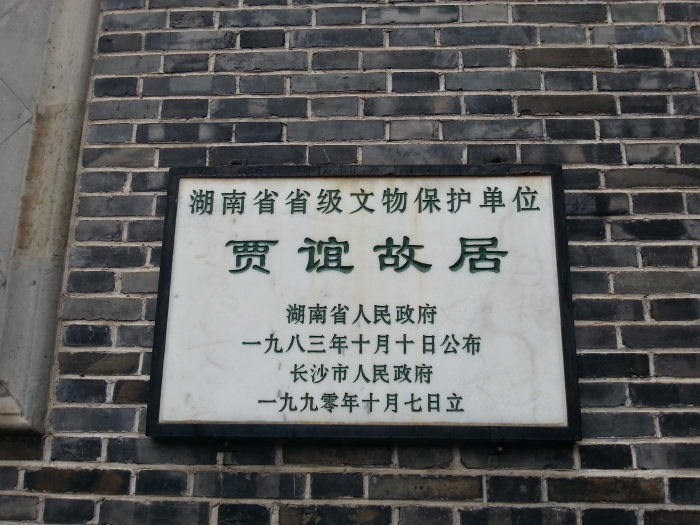 湖南省省级文物保护单位
贾谊故居
湖南省人民政府
一九八三年十月十日公布
长沙市人民政府
一九九零年十月七日立